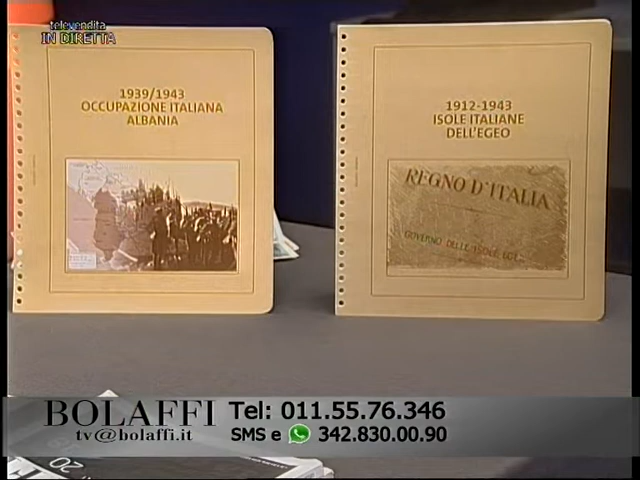 televendita
IN DIRETTA
1939/1943
OCCUPAZIONE ITALIANA
ALBANIA
1912-1943
ISOLE ITALIANE
DELL'EGEO
REGNO D'ITALIA
GOVERNO DELLE ISOLE
BOLAFFI
tv@bolaffi.it
Tel: 011.55.76.346
SMS e 342.830.00.90
20